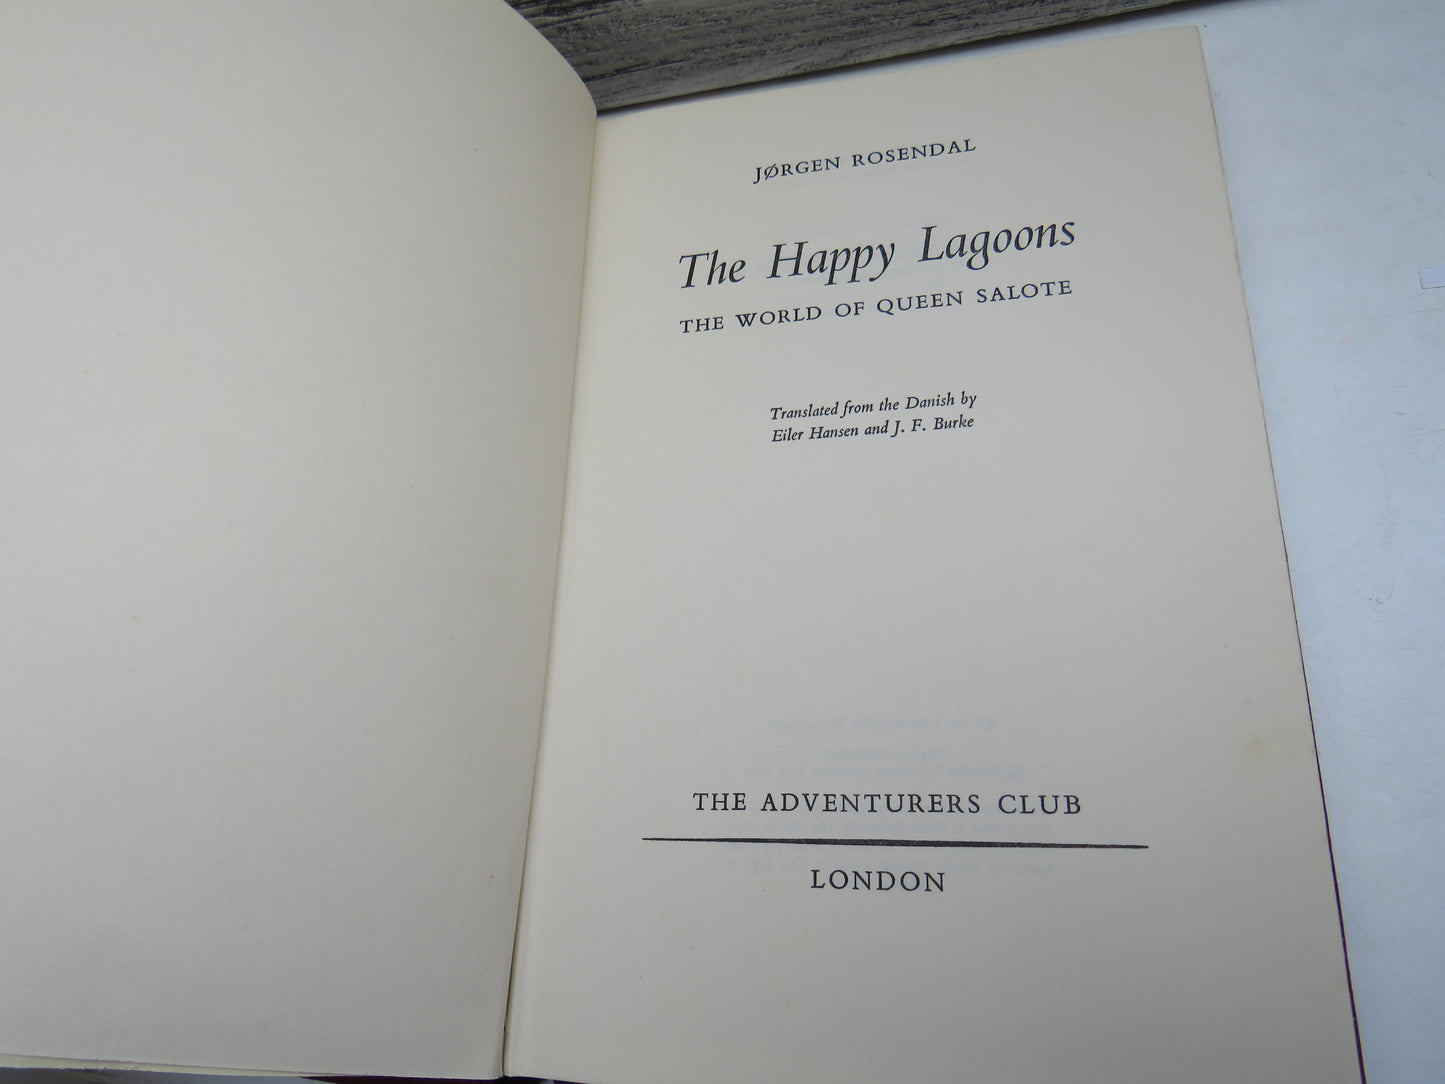 JØRGEN ROSENDAL
The Happy Lagoons
THE WORLD OF QUEEN SALOTE
Translated from the Danish by
Eiler Hansen and J. F. Burke
THE ADVENTURERS CLUB
LONDON